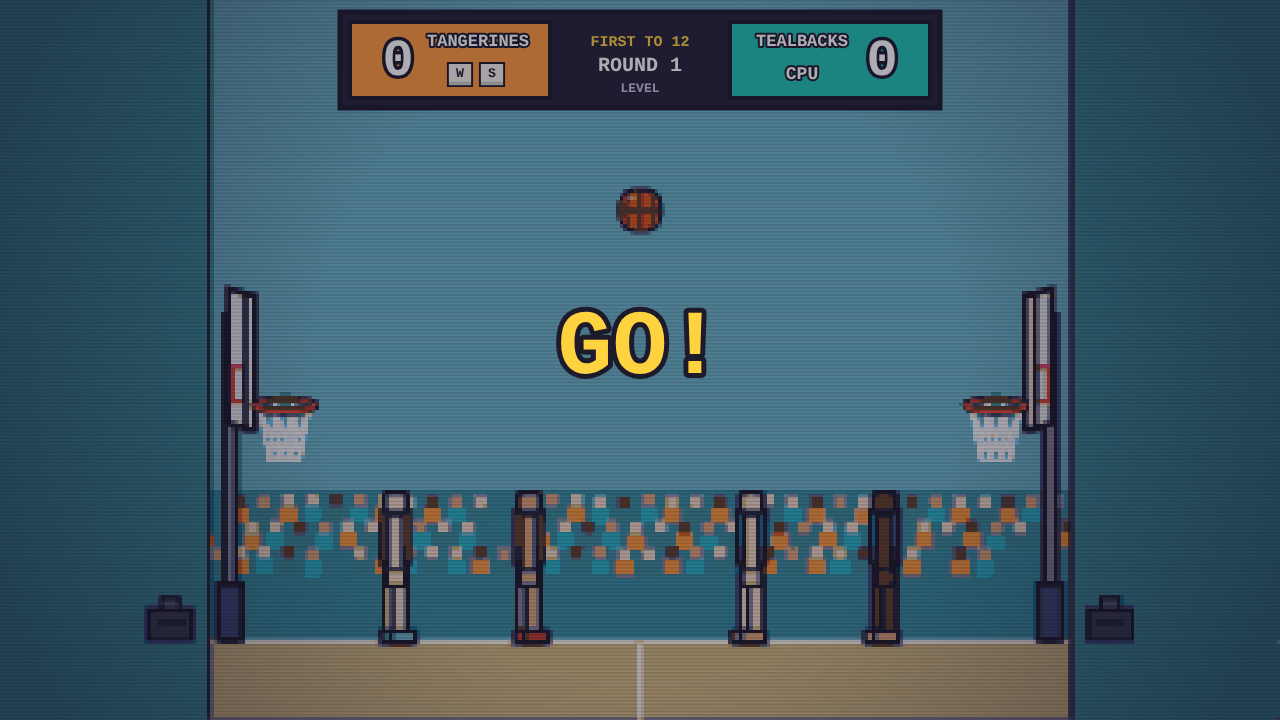 0 TANGERINES
W S
FIRST TO 12
ROUND 1
LEVEL
TEALBACKS 0
CPU
GO!